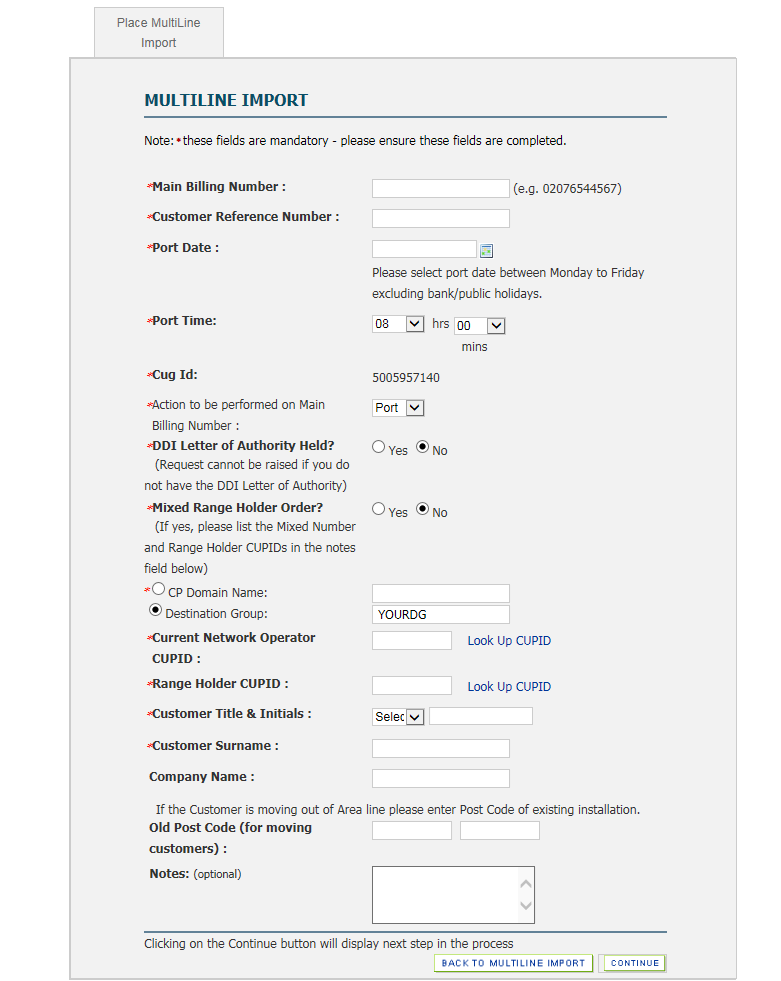 Place MultiLine
Import
MULTILINE IMPORT
Note: * these fields are mandatory - please ensure these fields are completed.
*Main Billing Number : (e.g. 02076544567)
*Customer Reference Number :
*Port Date :
Please select port date between Monday to Friday
excluding bank/public holidays.
*Port Time: 08 hrs 00
mins
*Cug Id: 5005957140
*Action to be performed on Main
Billing Number : Port
*DDI Letter of Authority Held? Yes No
(Request cannot be raised if you do
not have the DDI Letter of Authority)
*Mixed Range Holder Order? Yes No
(If yes, please list the Mixed Number
and Range Holder CUPIDs in the notes
field below)
* CP Domain Name:
Destination Group: YOURDG
*Current Network Operator Look Up CUPID
CUPID :
*Range Holder CUPID : Look Up CUPID
*Customer Title & Initials : Selec
*Customer Surname :
Company Name :
If the Customer is moving out of Area line please enter Post Code of existing installation.
Old Post Code (for moving
customers) :
Notes: (optional)
Clicking on the Continue button will display next step in the process
BACK TO MULTILINE IMPORT CONTINUE